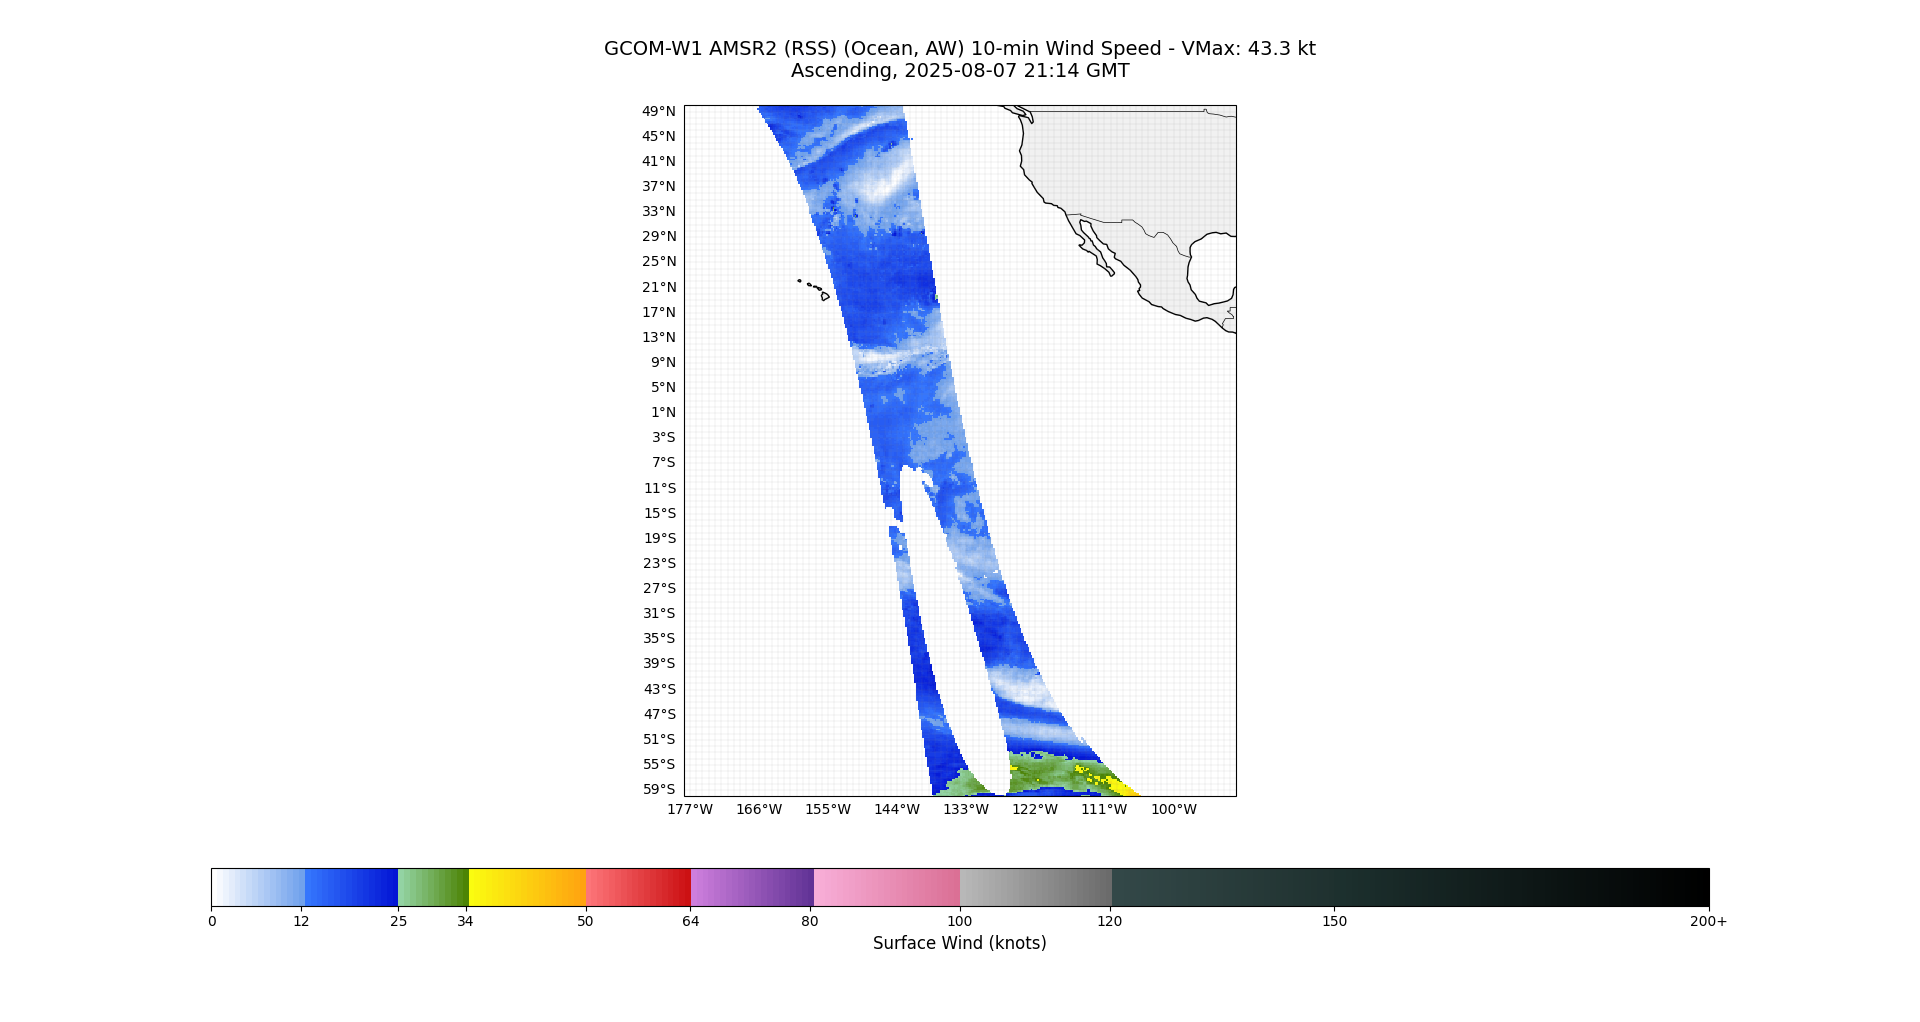 GCOM-W1 AMSR2 (RSS) (Ocean, AW) 10-min Wind Speed - VMax: 43.3 kt
Ascending, 2025-08-07 21:14 GMT
49°N
45°N
41°N
37°N
33°N
29°N
25°N
21°N
17°N
13°N
9°N
5°N
1°N
3°S
7°S
11°S
15°S
19°S
23°S
27°S
31°S
35°S
39°S
43°S
47°S
51°S
55°S
59°S
177°W 166°W 155°W 144°W 133°W 122°W 111°W 100°W
0 12 25 34 50 64 80 100 120 150 200+
Surface Wind (knots)